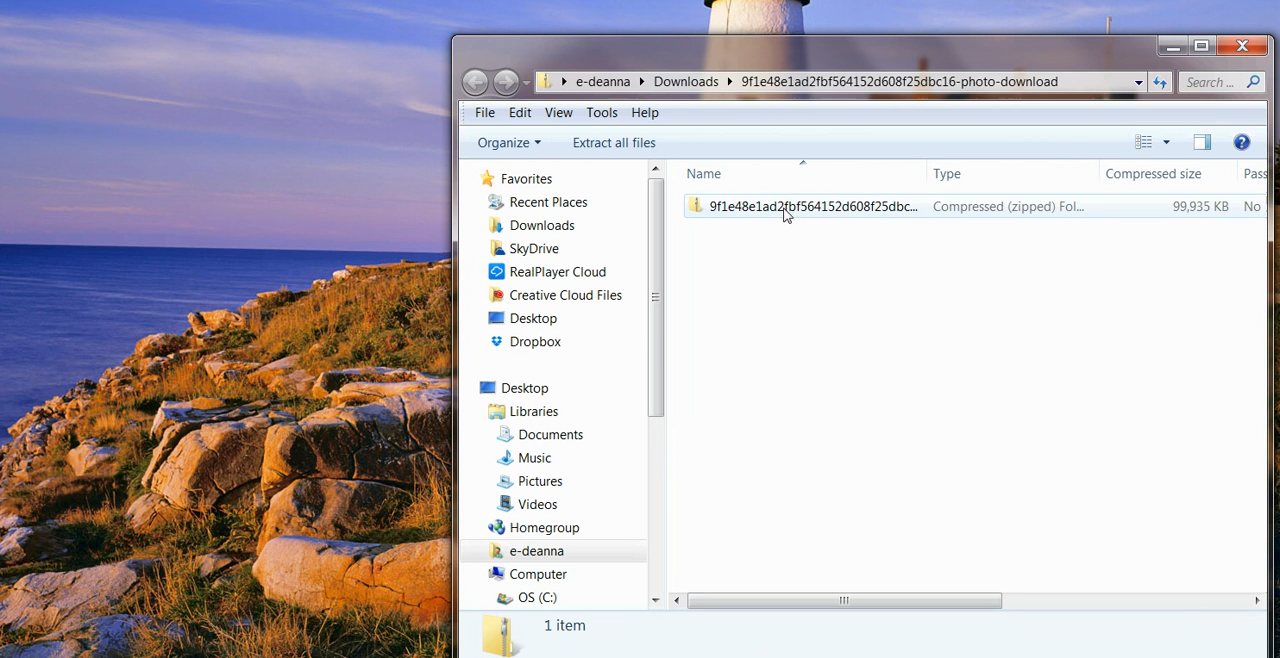 e-deanna Downloads 9f1e48e1ad2fbf564152d608f25dbc16-photo-download
Search ...
File Edit View Tools Help
Organize Extract all files
Name Type Compressed size Pass
9f1e48e1ad2fbf564152d608f25dbc... Compressed (zipped) Fol... 99,935 KB No
Favorites
Recent Places
Downloads
SkyDrive
RealPlayer Cloud
Creative Cloud Files
Desktop
Dropbox
Desktop
Libraries
Documents
Music
Pictures
Videos
Homegroup
e-deanna
Computer
OS (C:)
1 item